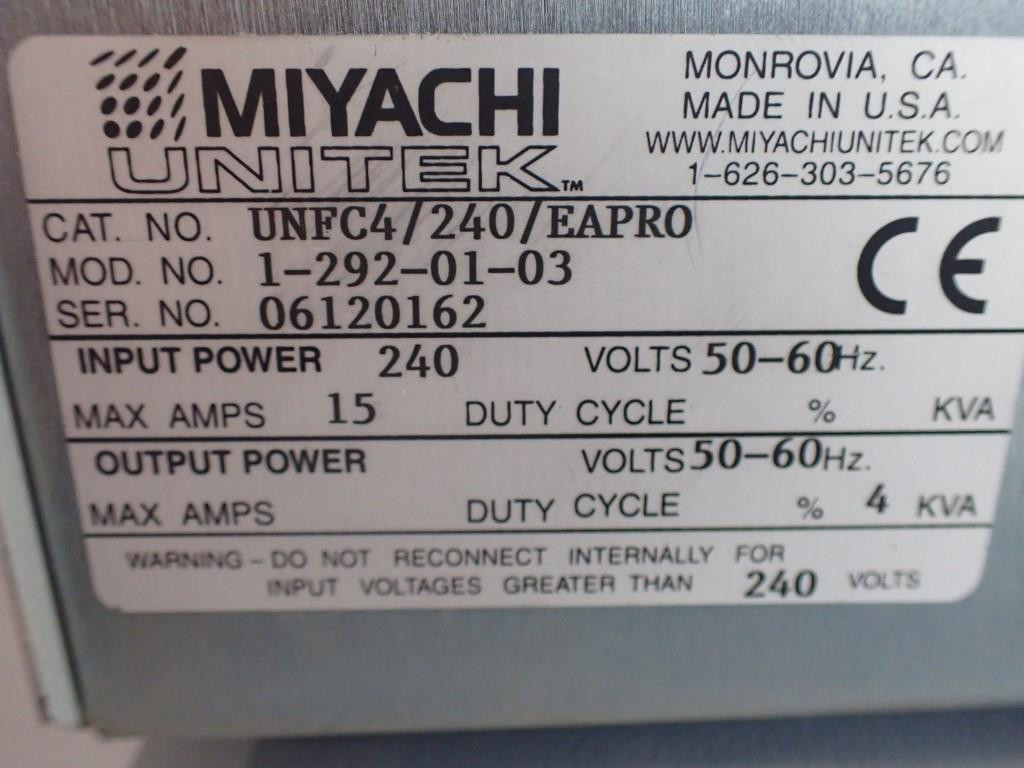 MIYACHI
UNITEK™
MONROVIA, CA.
MADE IN U.S.A.
WWW.MIYACHIUNITEK.COM
1-626-303-5676
CAT. NO. UNFC4/240/EAPRO
MOD. NO. 1-292-01-03
SER. NO. 06120162
CE
INPUT POWER 240 VOLTS 50-60Hz.
MAX AMPS 15 DUTY CYCLE % KVA
OUTPUT POWER VOLTS 50-60Hz.
MAX AMPS DUTY CYCLE % 4 KVA
WARNING - DO NOT RECONNECT INTERNALLY FOR
INPUT VOLTAGES GREATER THAN 240 VOLTS